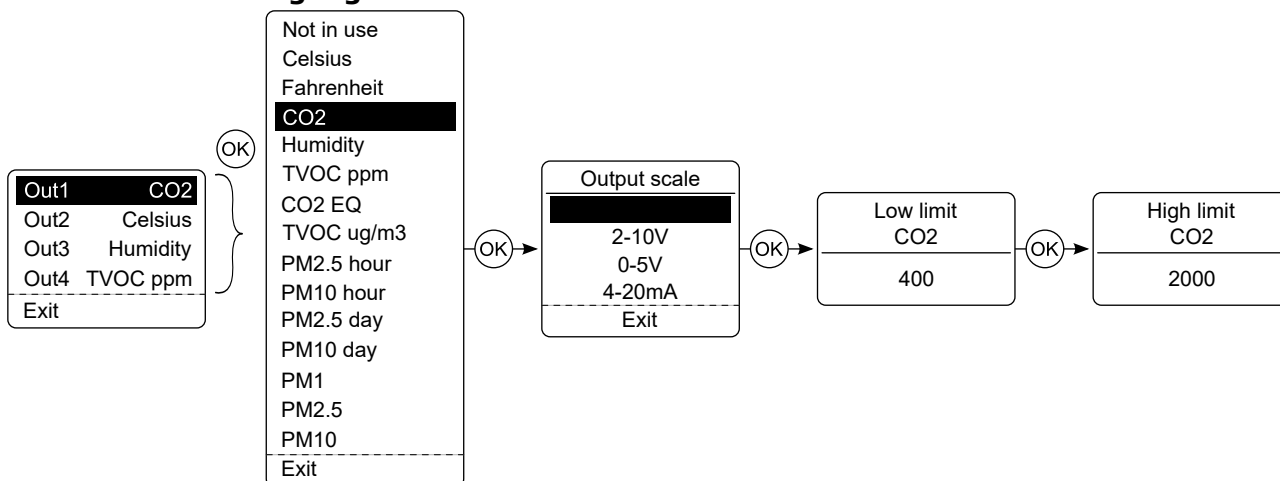 Not in use
Celsius
Fahrenheit
CO2
Humidity
TVOC ppm
CO2 EQ
TVOC ug/m3
PM2.5 hour
PM10 hour
PM2.5 day
PM10 day
PM1
PM2.5
PM10
Exit
OK
Out1 CO2
Out2 Celsius
Out3 Humidity
Out4 TVOC ppm
Exit
OK
Output scale
2-10V
0-5V
4-20mA
Exit
OK
Low limit
CO2
400
OK
High limit
CO2
2000